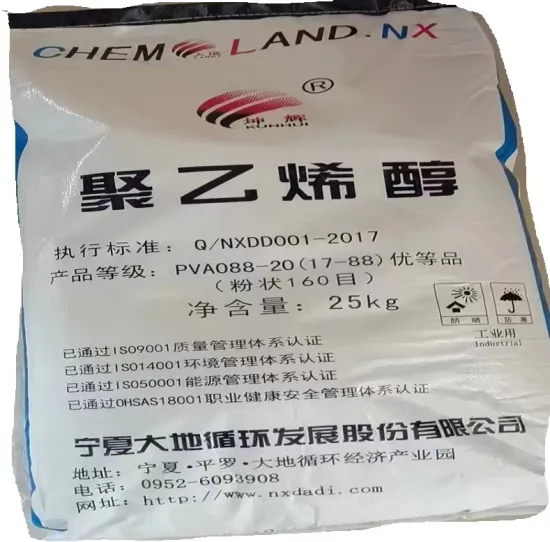 CHEM LAND.NX
大地
坤辉 ®
KUNHUI
聚乙烯醇
执行标准: Q/NXDD001-2017
产品等级: PVA088-20(17-88)优等品
(粉状160目)
净含量: 25kg
防晒 防潮
工业用
Industrial
已通过ISO9001质量管理体系认证
已通过ISO14001环境管理体系认证
已通过ISO50001能源管理体系认证
已通过OHSAS18001职业健康安全管理体系认证
宁夏大地循环发展股份有限公司
地址: 宁夏·平罗·大地循环经济产业园
电话: 0952-6093908
网址: http://www.nxdadi.com